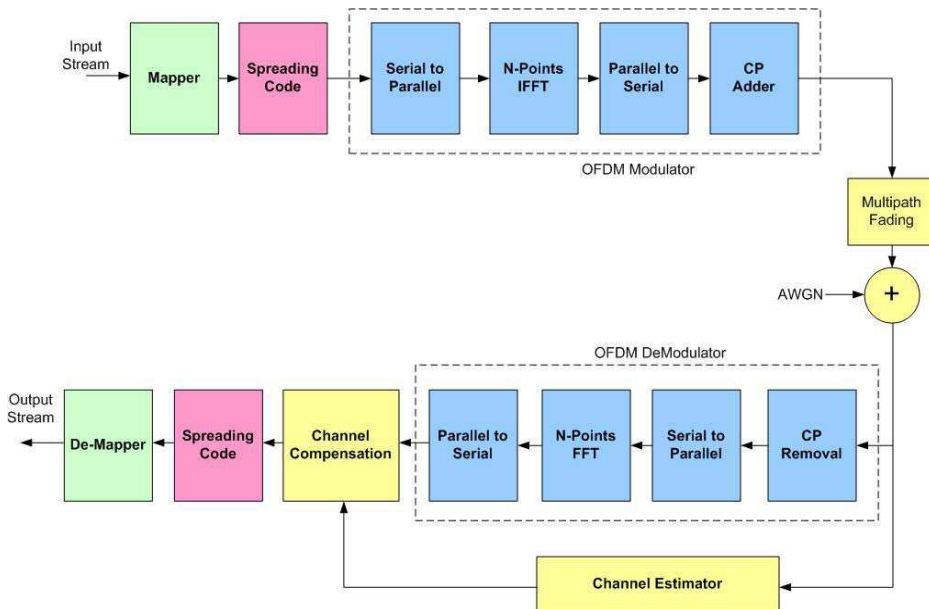 Input
Stream
Mapper
Spreading
Code
Serial to
Parallel
N-Points
IFFT
Parallel to
Serial
CP
Adder
OFDM Modulator
Multipath
Fading
AWGN
+
OFDM DeModulator
Output
Stream
De-Mapper
Spreading
Code
Channel
Compensation
Parallel to
Serial
N-Points
FFT
Serial to
Parallel
CP
Removal
Channel Estimator